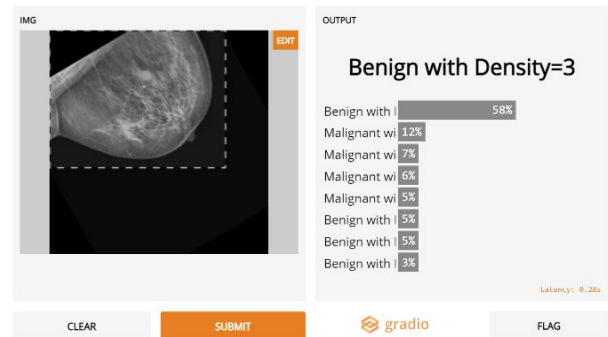 IMG
EDIT
OUTPUT
Benign with Density=3
Benign with 58%
Malignant wi 12%
Malignant wi 7%
Malignant wi 6%
Malignant wi 5%
Benign with 5%
Benign with 5%
Benign with 3%
Latency: 0.28s
CLEAR
SUBMIT
gradio
FLAG